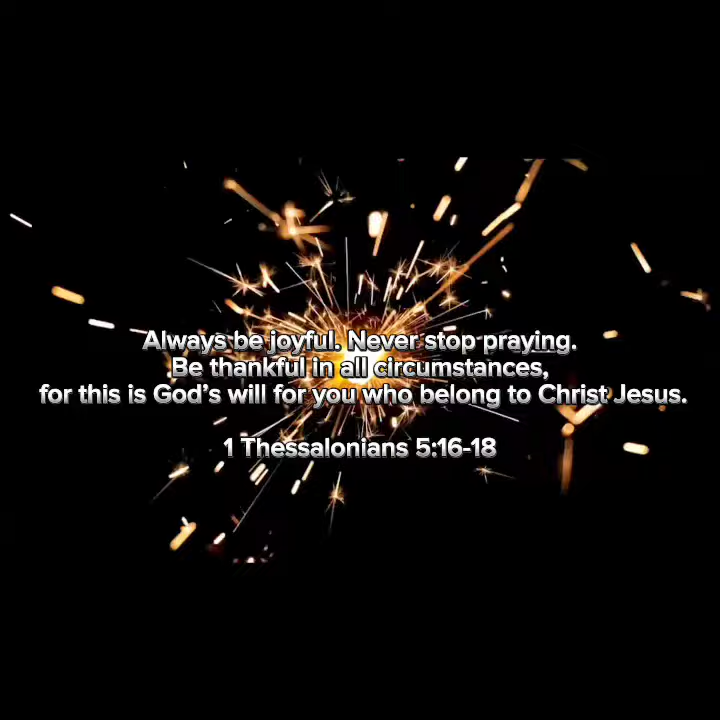 Always be joyful. Never stop praying.
Be thankful in all circumstances,
for this is God’s will for you who belong to Christ Jesus.
1 Thessalonians 5:16-18